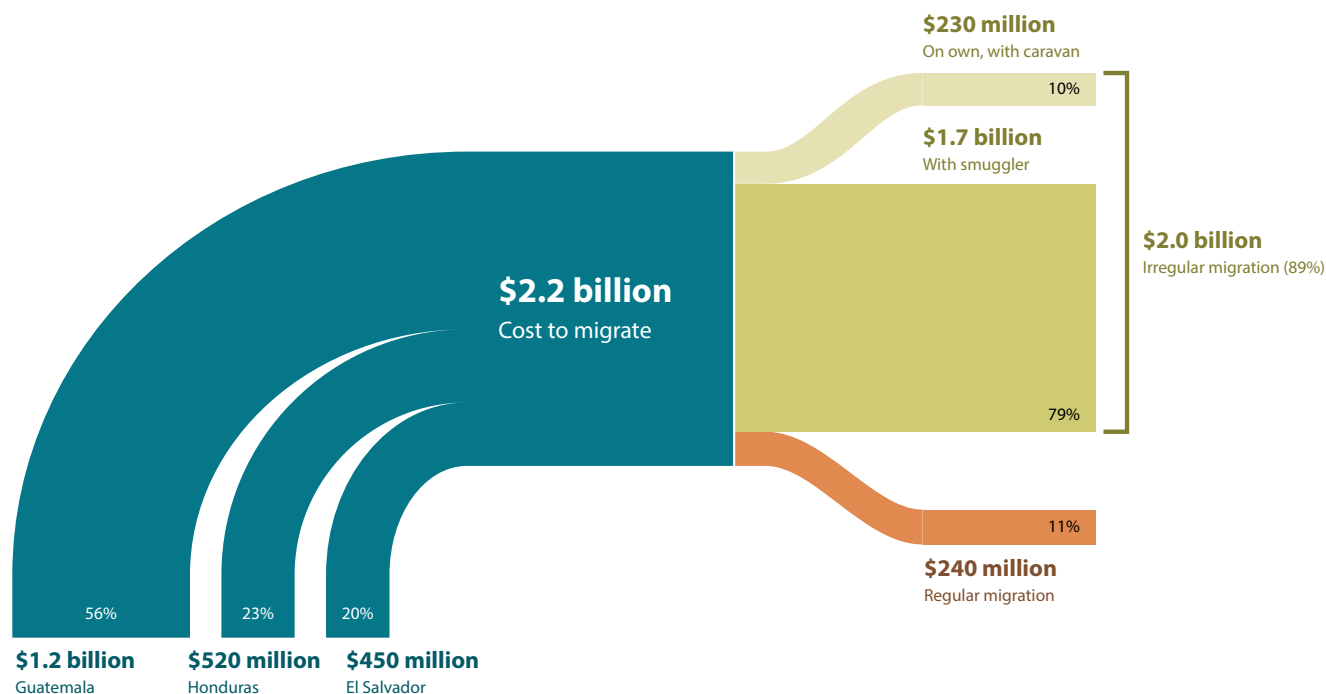 $230 million
On own, with caravan
10%
$1.7 billion
With smuggler
$2.0 billion
Irregular migration (89%)
$2.2 billion
Cost to migrate
79%
11%
$240 million
Regular migration
56%
23%
20%
$1.2 billion
Guatemala
$520 million
Honduras
$450 million
El Salvador